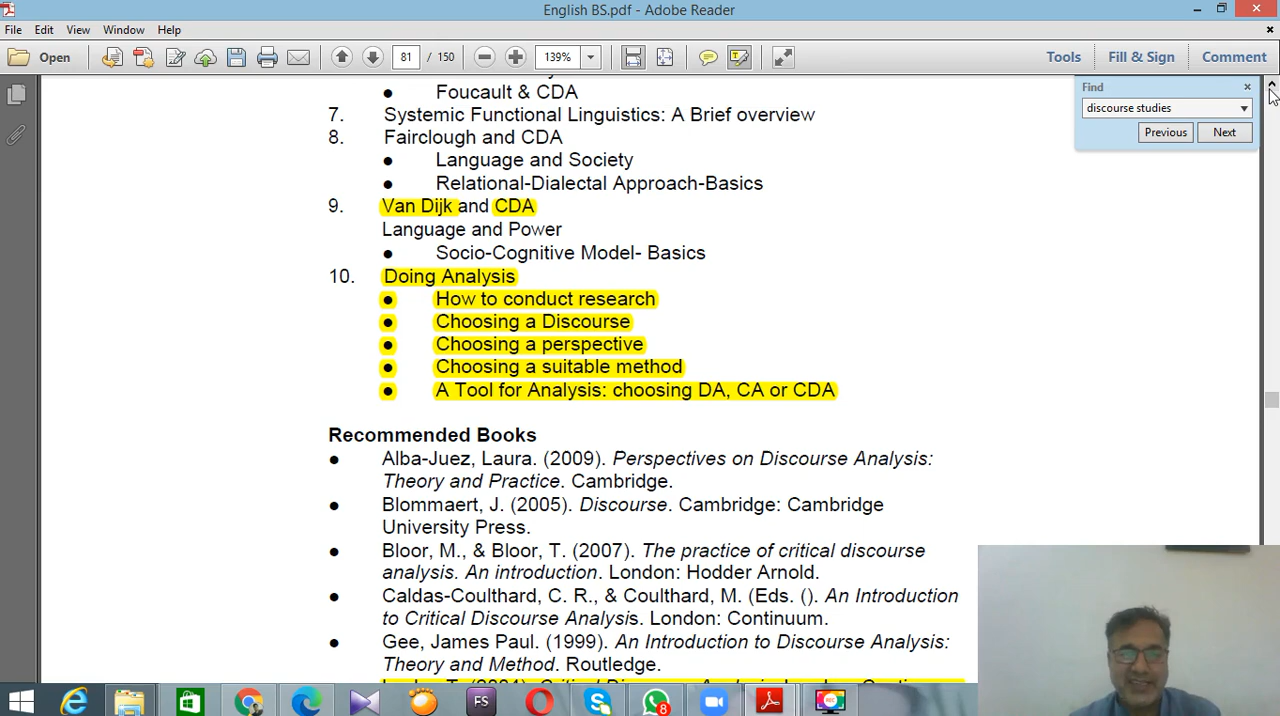 English BS.pdf - Adobe Reader
File Edit View Window Help
Open 81 / 150 139% Tools Fill & Sign Comment
Find
discourse studies
Previous Next
● Foucault & CDA
7. Systemic Functional Linguistics: A Brief overview
8. Fairclough and CDA
● Language and Society
● Relational-Dialectal Approach-Basics
9. Van Dijk and CDA
Language and Power
● Socio-Cognitive Model- Basics
10. Doing Analysis
● How to conduct research
● Choosing a Discourse
● Choosing a perspective
● Choosing a suitable method
● A Tool for Analysis: choosing DA, CA or CDA
Recommended Books
● Alba-Juez, Laura. (2009). Perspectives on Discourse Analysis:
Theory and Practice. Cambridge.
● Blommaert, J. (2005). Discourse. Cambridge: Cambridge
University Press.
● Bloor, M., & Bloor, T. (2007). The practice of critical discourse
analysis. An introduction. London: Hodder Arnold.
● Caldas-Coulthard, C. R., & Coulthard, M. (Eds. (). An Introduction
to Critical Discourse Analysis. London: Continuum.
● Gee, James Paul. (1999). An Introduction to Discourse Analysis:
Theory and Method. Routledge.
FS
8